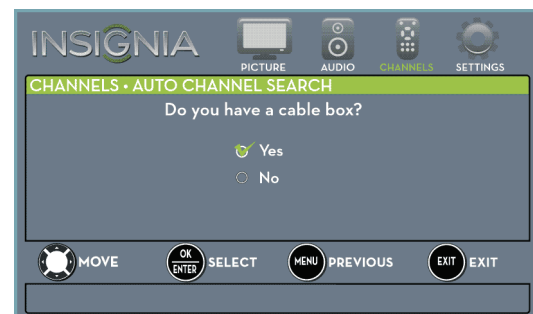 INSIGNIA
PICTURE AUDIO CHANNELS SETTINGS
CHANNELS • AUTO CHANNEL SEARCH
Do you have a cable box?
Yes
No
MOVE OK ENTER SELECT MENU PREVIOUS EXIT EXIT